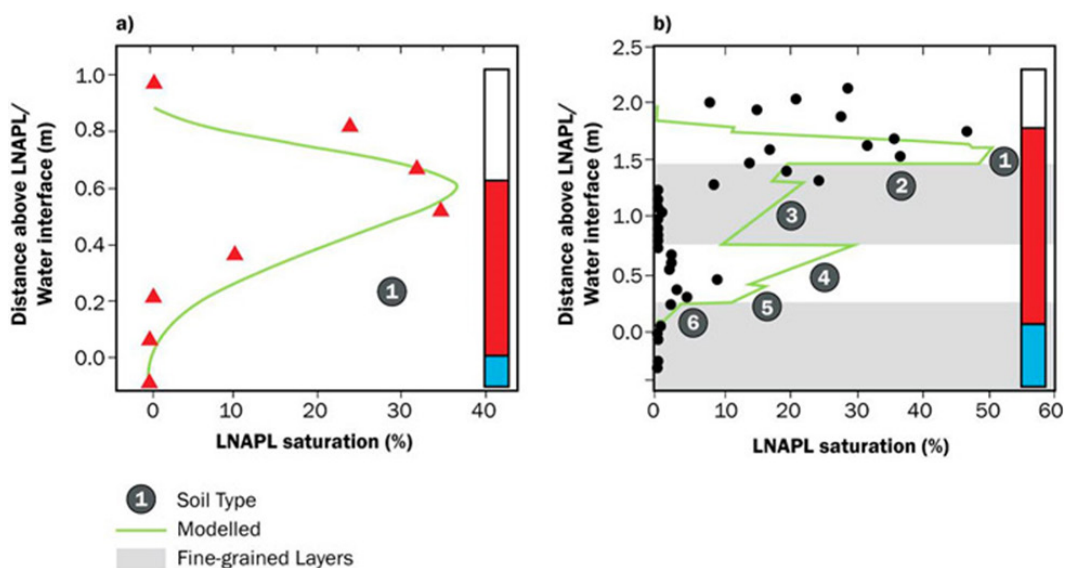 a)
Distance above LNAPL/
Water interface (m)
1.0
0.8
0.6
0.4
0.2
0.0
1
0
10
20
30
40
LNAPL saturation (%)
b)
Distance above LNAPL/
Water interface (m)
2.5
2.0
1.5
1.0
0.5
0.0
1
2
3
4
5
6
0
10
20
30
40
50
60
LNAPL saturation (%)
1 Soil Type
Modelled
Fine-grained Layers